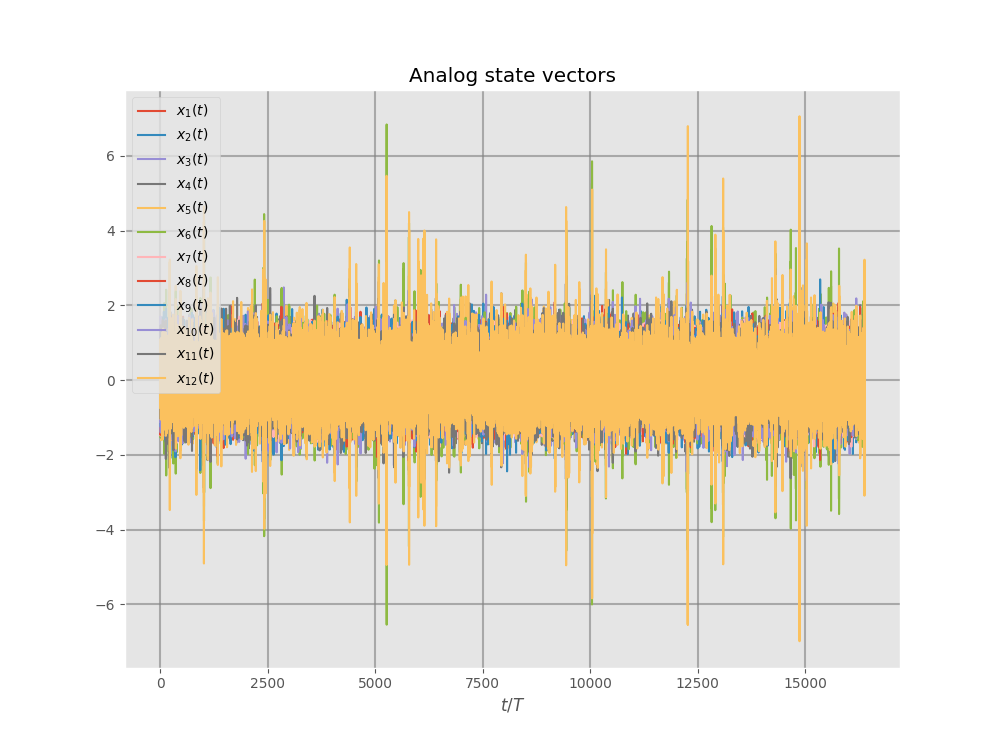 Analog state vectors
x₁(t)
x₂(t)
x₃(t)
x₄(t)
x₅(t)
x₆(t)
x₇(t)
x₈(t)
x₉(t)
x₁₀(t)
x₁₁(t)
x₁₂(t)
6
4
2
0
−2
−4
−6
0 2500 5000 7500 10000 12500 15000
t/T